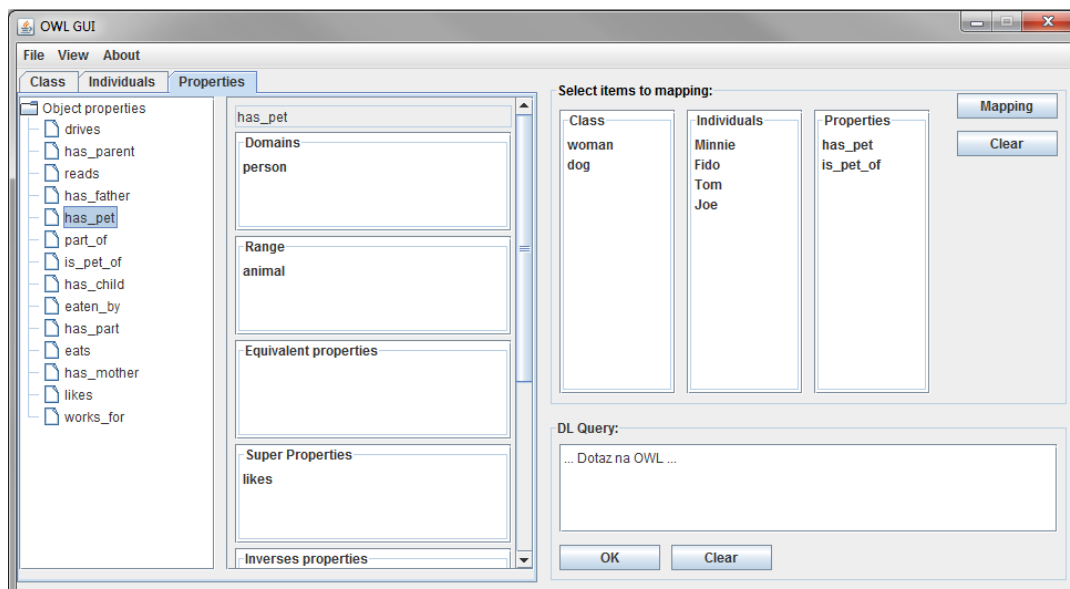 OWL GUI
File View About
Class Individuals Properties
Object properties
drives
has_parent
reads
has_father
has_pet
part_of
is_pet_of
has_child
eaten_by
has_part
eats
has_mother
likes
works_for
has_pet
Domains
person
Range
animal
Equivalent properties
Super Properties
likes
Inverses properties
Select items to mapping:
Class
woman
dog
Individuals
Minnie
Fido
Tom
Joe
Properties
has_pet
is_pet_of
Mapping
Clear
DL Query:
... Dotaz na OWL ...
OK Clear